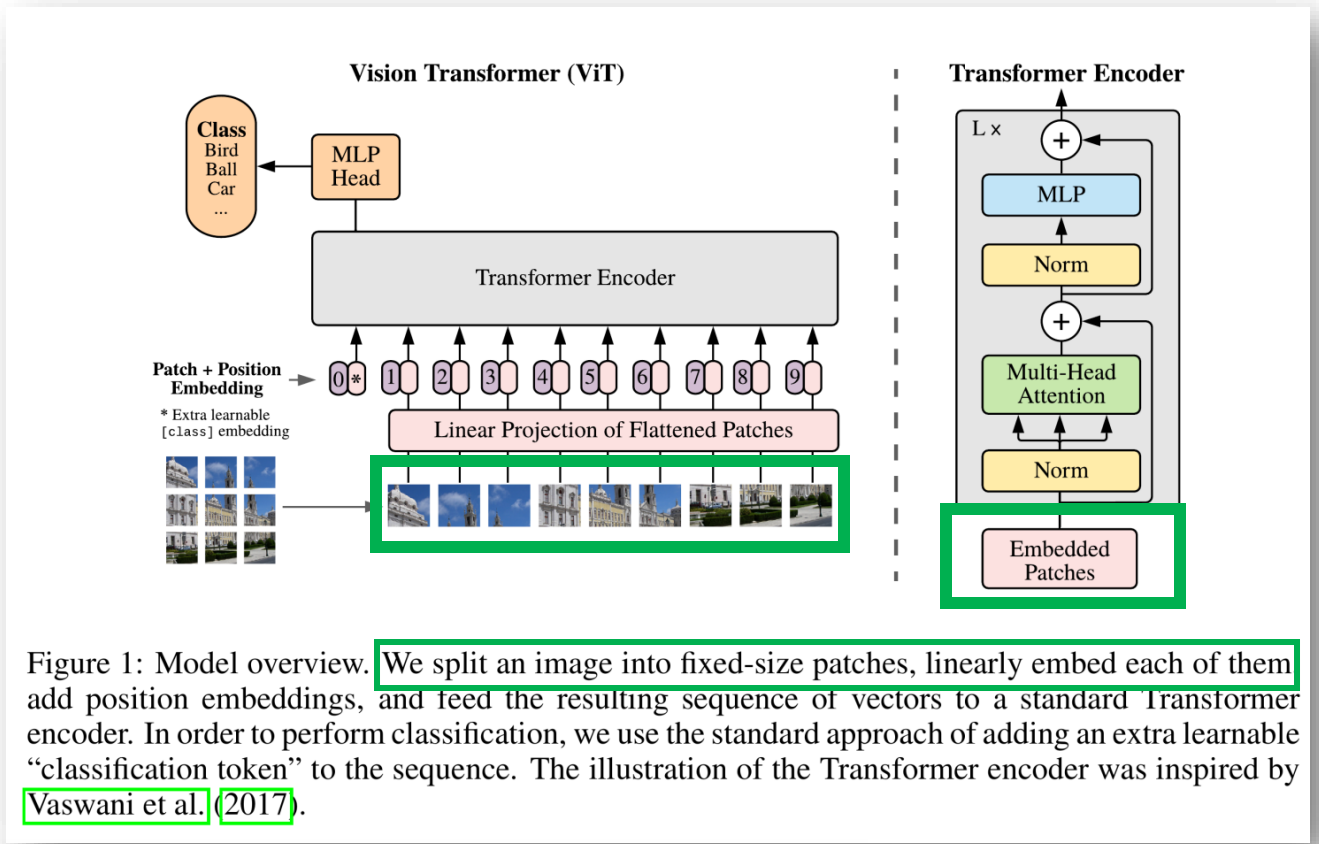 Vision Transformer (ViT)
Class
Bird
Ball
Car
...
MLP
Head
Transformer Encoder
Patch + Position
Embedding
0 * 1 2 3 4 5 6 7 8 9
* Extra learnable
[class] embedding
Linear Projection of Flattened Patches
Transformer Encoder
L ×
+
MLP
Norm
+
Multi-Head
Attention
Norm
Embedded
Patches
Figure 1: Model overview. We split an image into fixed-size patches, linearly embed each of them
add position embeddings, and feed the resulting sequence of vectors to a standard Transformer
encoder. In order to perform classification, we use the standard approach of adding an extra learnable
“classification token” to the sequence. The illustration of the Transformer encoder was inspired by
Vaswani et al. (2017).